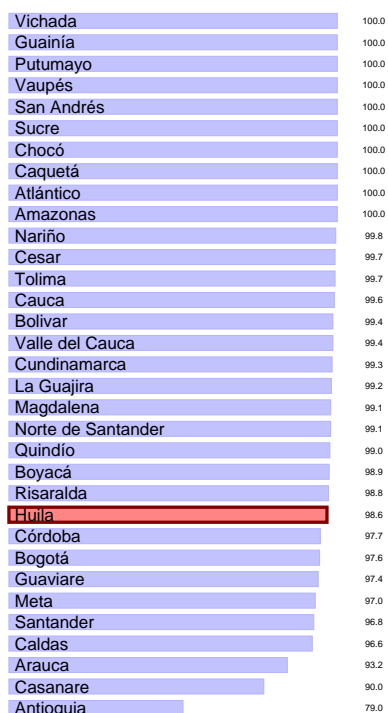 Vichada 100.0
Guainía 100.0
Putumayo 100.0
Vaupés 100.0
San Andrés 100.0
Sucre 100.0
Chocó 100.0
Caquetá 100.0
Atlántico 100.0
Amazonas 100.0
Nariño 99.8
Cesar 99.7
Tolima 99.7
Cauca 99.6
Bolivar 99.4
Valle del Cauca 99.4
Cundinamarca 99.3
La Guajira 99.2
Magdalena 99.1
Norte de Santander 99.1
Quindío 99.0
Boyacá 98.9
Risaralda 98.8
Huila 98.6
Córdoba 97.7
Bogotá 97.6
Guaviare 97.4
Meta 97.0
Santander 96.8
Caldas 96.6
Arauca 93.2
Casanare 90.0
Antioquia 79.0